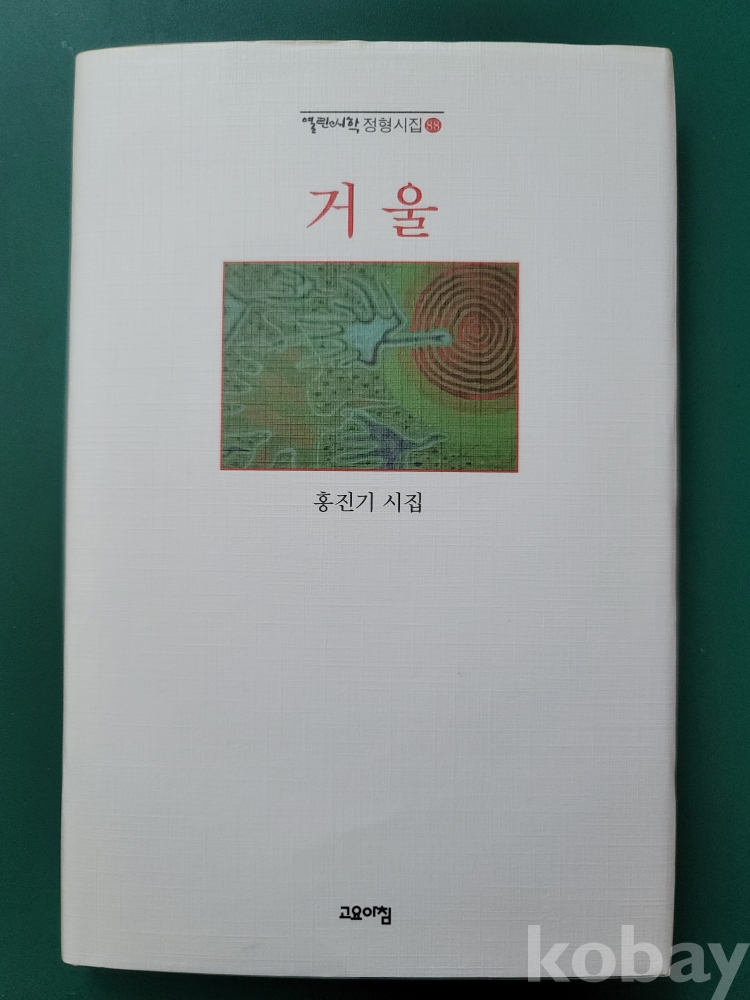 열린시학 정형시집 88
거울
홍진기 시집
고요아침
kobay